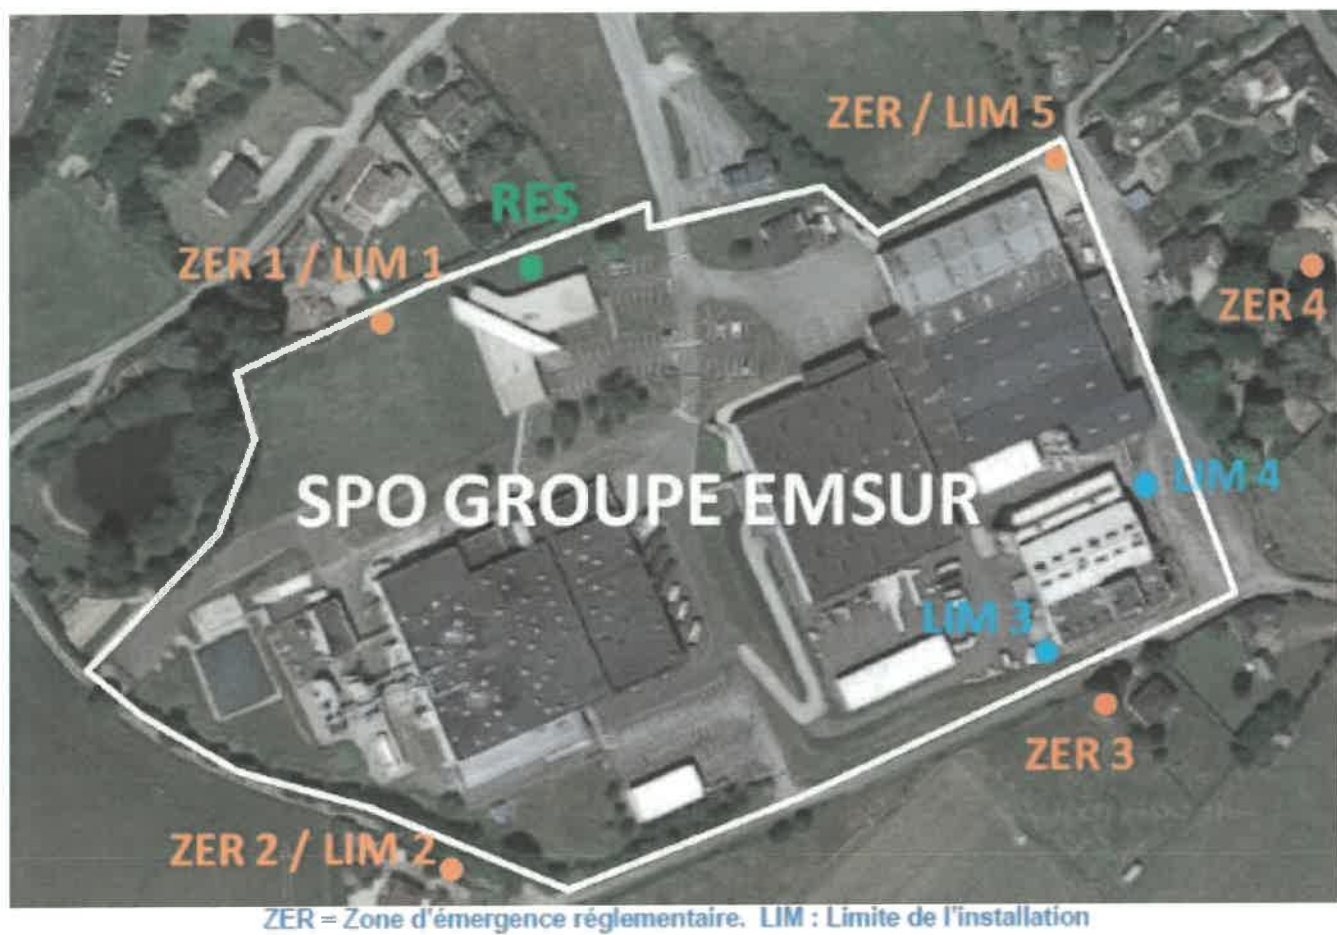 ZER / LIM 5
RES
ZER 1 / LIM 1
ZER 4
SPO GROUPE EMSUR
LIM 4
LIM 3
ZER 3
ZER 2 / LIM 2
ZER = Zone d'émergence réglementaire. LIM : Limite de l'installation